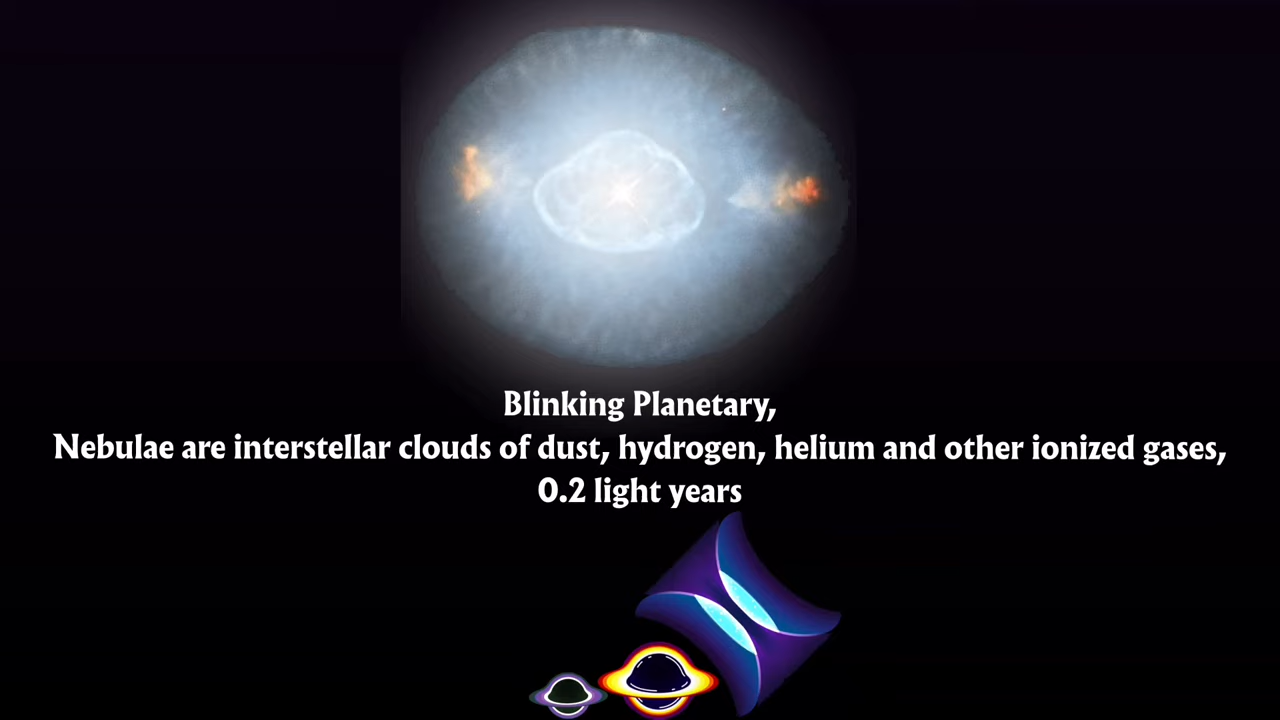 Blinking Planetary,
Nebulae are interstellar clouds of dust, hydrogen, helium and other ionized gases,
0.2 light years